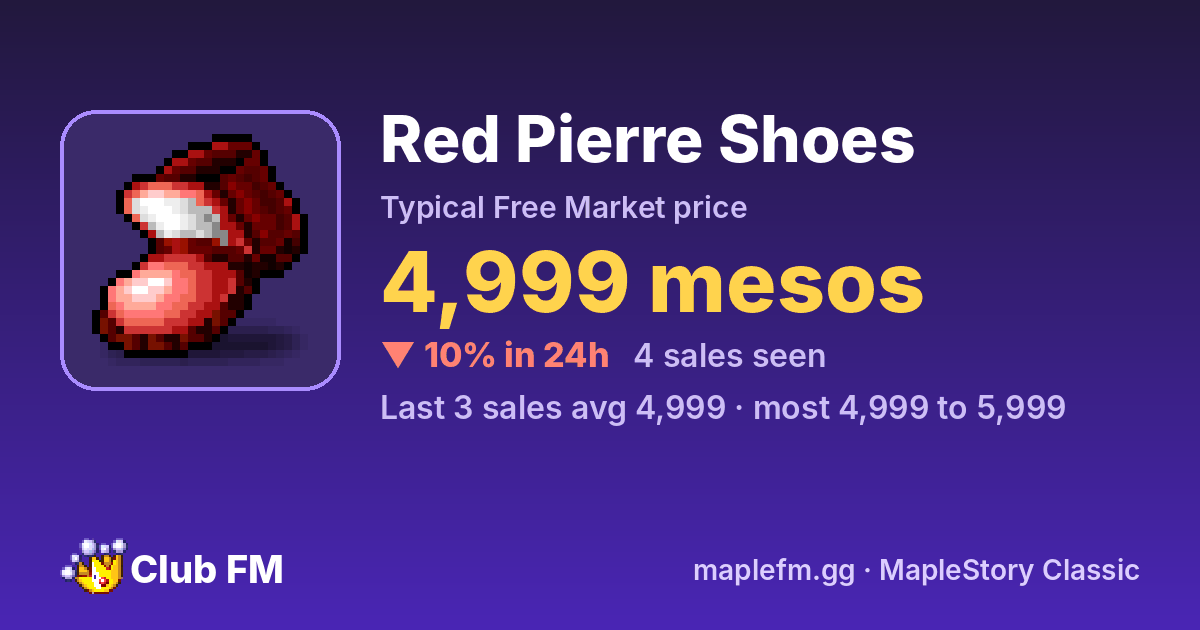 Red Pierre Shoes
Typical Free Market price
4,999 mesos
▼ 10% in 24h 4 sales seen
Last 3 sales avg 4,999 · most 4,999 to 5,999
Club FM
maplefm.gg · MapleStory Classic